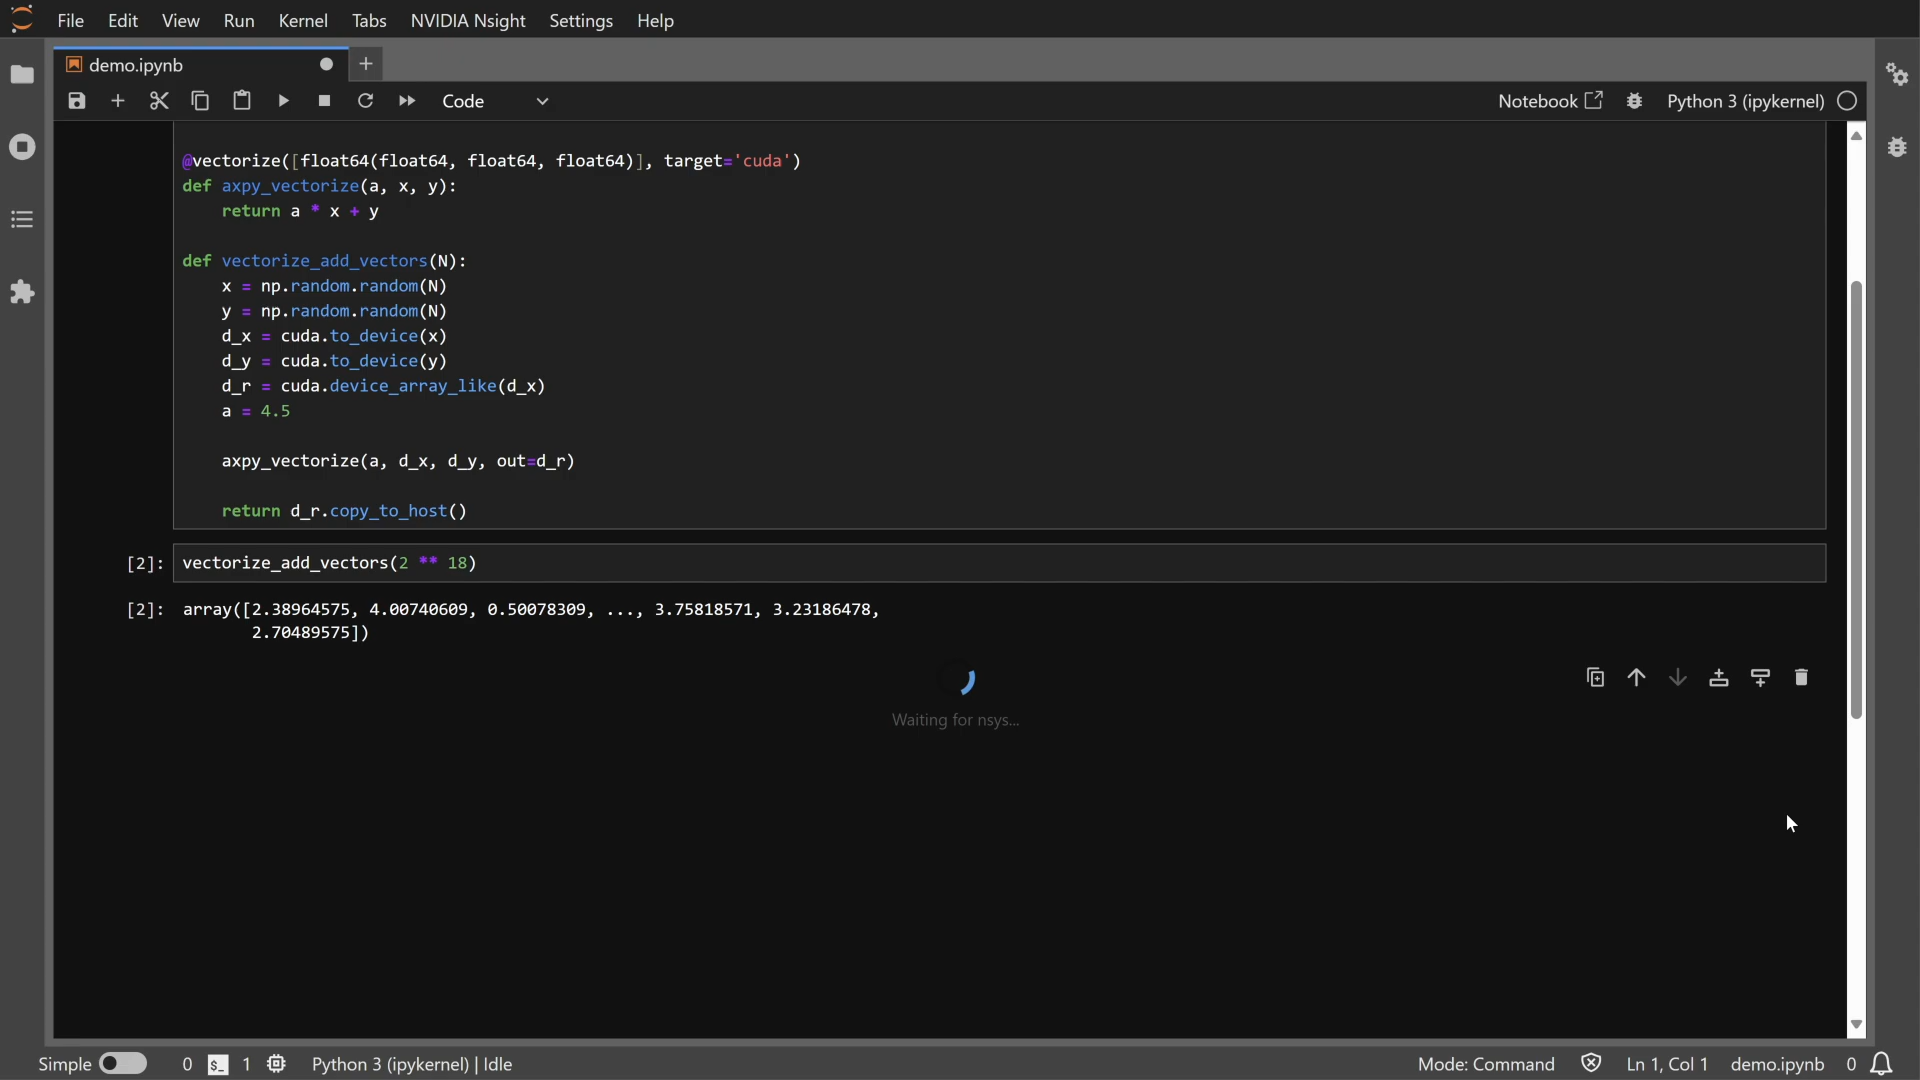 File Edit View Run Kernel Tabs NVIDIA Nsight Settings Help
demo.ipynb
Code
Notebook
Python 3 (ipykernel)
@vectorize([float64(float64, float64, float64)], target='cuda')
def axpy_vectorize(a, x, y):
    return a * x + y
def vectorize_add_vectors(N):
    x = np.random.random(N)
    y = np.random.random(N)
    d_x = cuda.to_device(x)
    d_y = cuda.to_device(y)
    d_r = cuda.device_array_like(d_x)
    a = 4.5
    axpy_vectorize(a, d_x, d_y, out=d_r)
    return d_r.copy_to_host()
[2]: vectorize_add_vectors(2 ** 18)
[2]: array([2.38964575, 4.00740609, 0.50078309, ..., 3.75818571, 3.23186478,
2.70489575])
Waiting for nsys...
Simple 0 $_ 1 Python 3 (ipykernel) | Idle Mode: Command Ln 1, Col 1 demo.ipynb 0